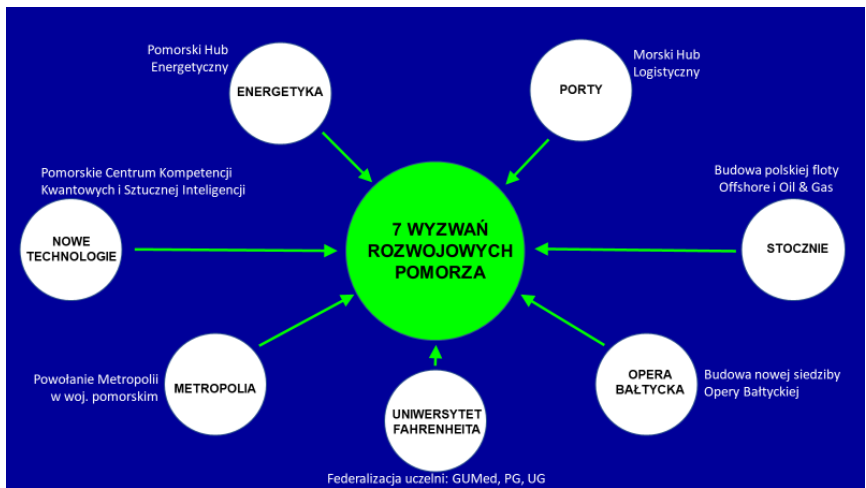 Pomorski Hub
Energetyczny
ENERGETYKA
Morski Hub
Logistyczny
PORTY
Pomorskie Centrum Kompetencji
Kwantowych i Sztucznej Inteligencji
NOWE
TECHNOLOGIE
7 WYZWAŃ
ROZWOJOWYCH
POMORZA
Budowa polskiej floty
Offshore i Oil & Gas
STOCZNIE
Powołanie Metropolii
w woj. pomorskim
METROPOLIA
UNIWERSYTET
FAHRENHEITA
Federalizacja uczelni: GUMed, PG, UG
OPERA
BAŁTYCKA
Budowa nowej siedziby
Opery Bałtyckiej